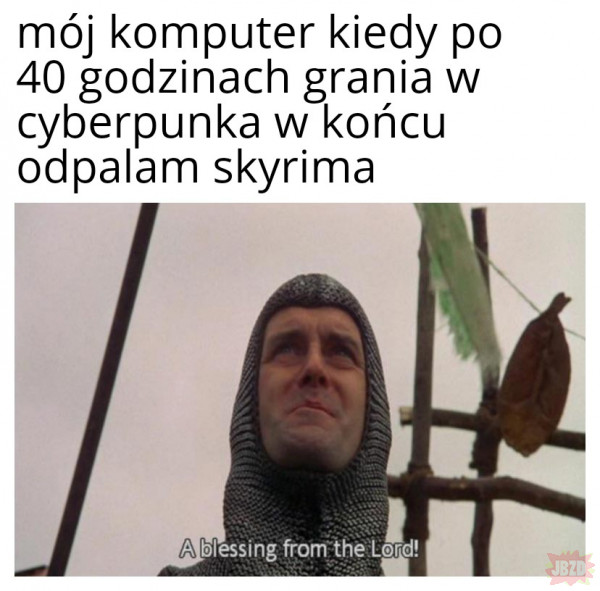 mój komputer kiedy po
40 godzinach grania w
cyberpunka w końcu
odpalam skyrima
A blessing from the Lord!
JBZD